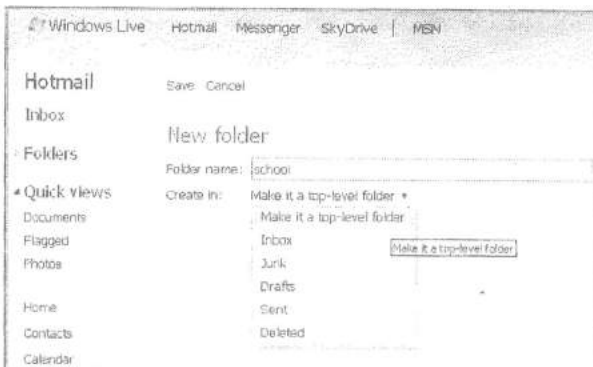 Windows Live Hotmail Messenger SkyDrive | MSN
Hotmail
Save Cancel
Inbox
New folder
Folders
Folder name: school
Quick views
Create in: Make it a top-level folder
Documents
Make it a top-level folder
Flagged
Inbox
Make it a top-level folder
Photos
Junk
Drafts
Home
Sent
Contacts
Deleted
Calendar